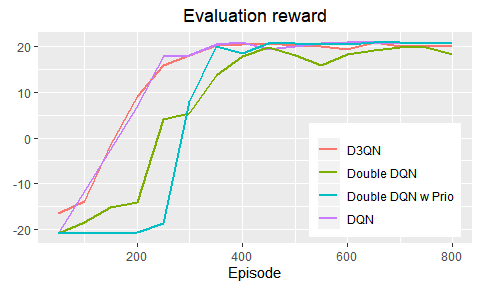 Evaluation reward
20
10
0
-10
-20
D3QN
Double DQN
Double DQN w Prio
DQN
200
400
600
800
Episode